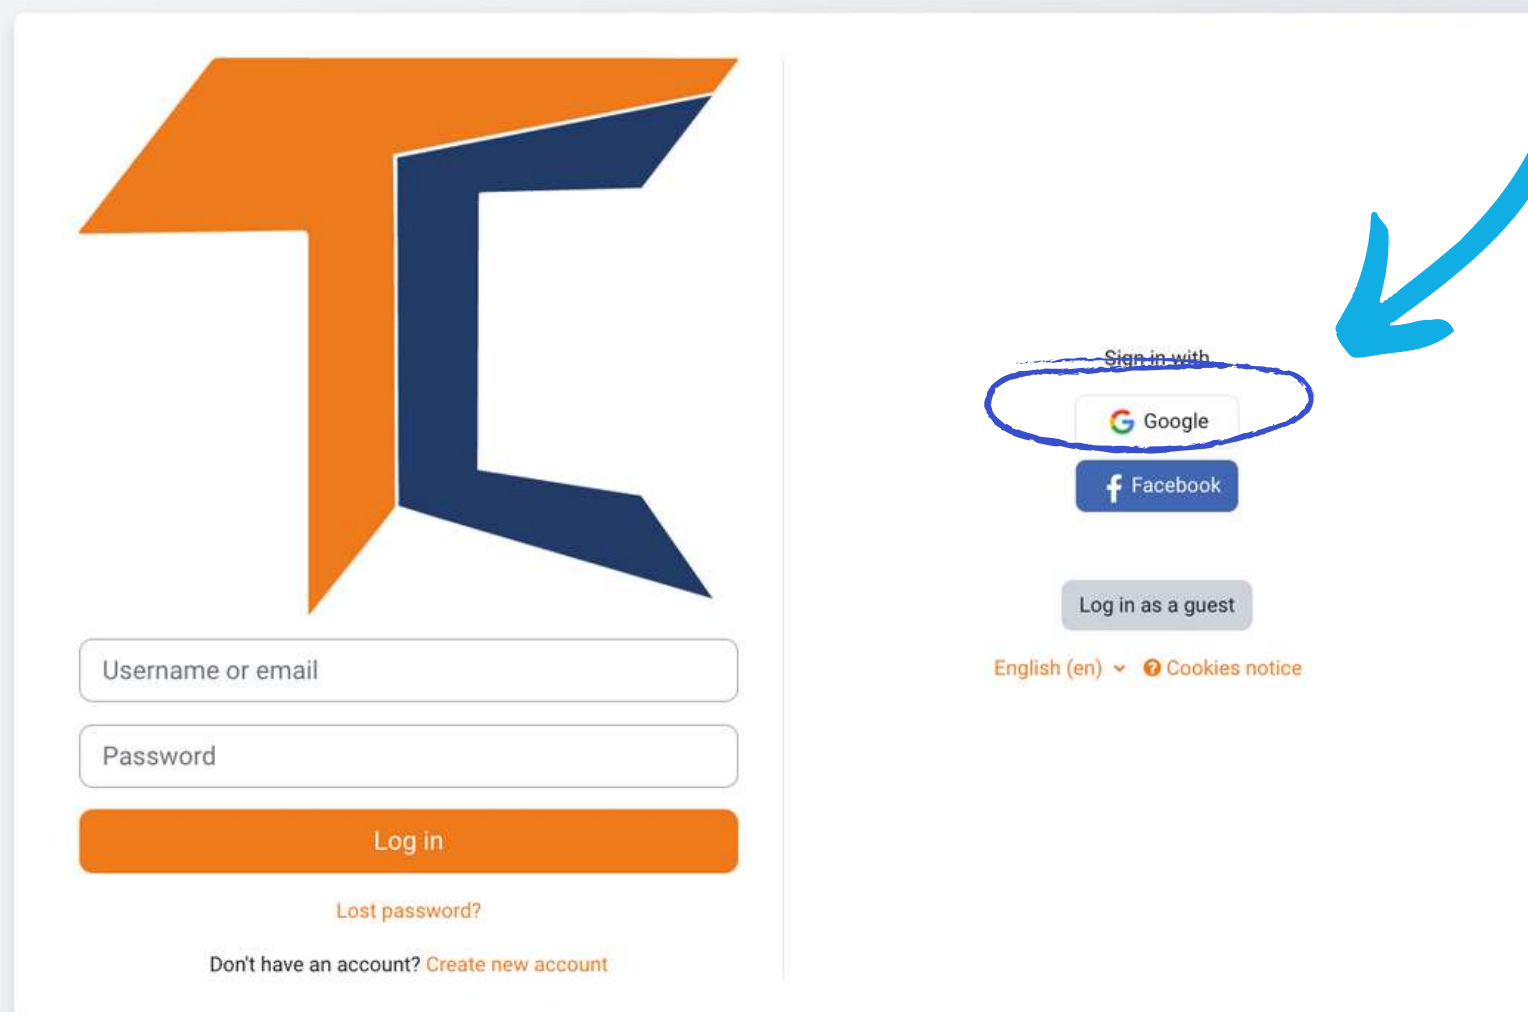 TC
Username or email
Password
Log in
Lost password?
Don't have an account? Create new account
Sign in with
Google
Facebook
Log in as a guest
English (en) Cookies notice